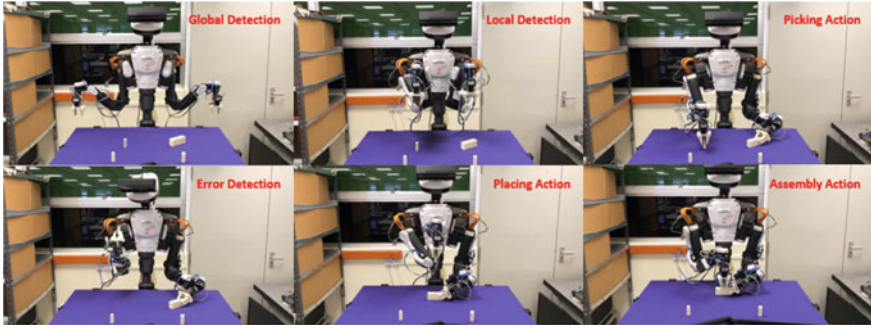 Global Detection
Local Detection
Picking Action
Error Detection
Placing Action
Assembly Action